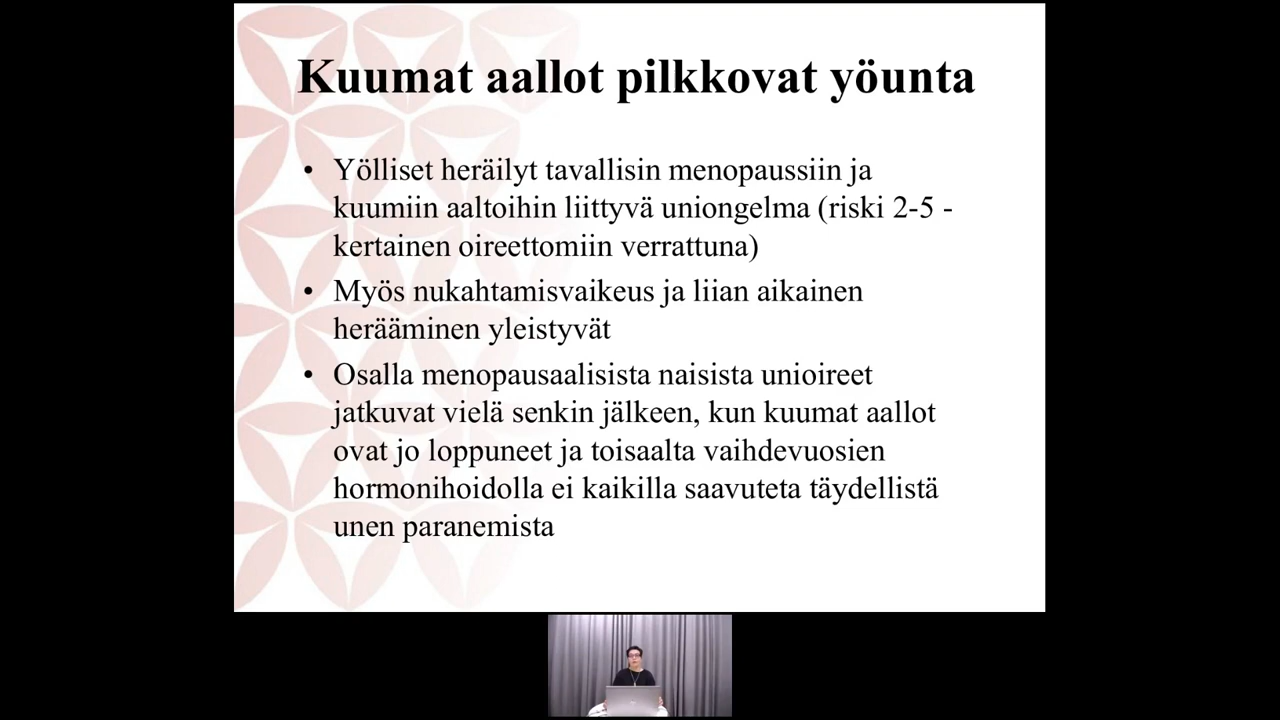 Kuumat aallot pilkkovat yöunta
• Yölliset heräilyt tavallisin menopaussiin ja
kuumiin aaltoihin liittyvä uniongelma (riski 2-5 -
kertainen oireettomiin verrattuna)
• Myös nukahtamisvaikeus ja liian aikainen
herääminen yleistyvät
• Osalla menopausaalisista naisista unioireet
jatkuvat vielä senkin jälkeen, kun kuumat aallot
ovat jo loppuneet ja toisaalta vaihdevuosien
hormonihoidolla ei kaikilla saavuteta täydellistä
unen paranemista